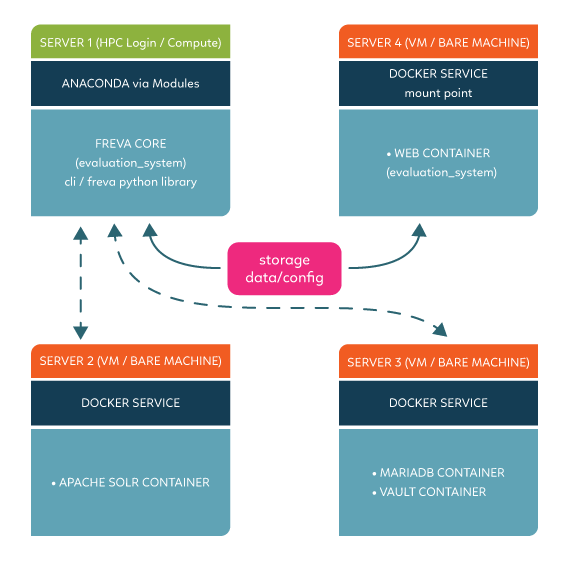 SERVER 1 (HPC Login / Compute)
ANACONDA via Modules
FREVA CORE
(evaluation_system)
cli / freva python library
SERVER 4 (VM / BARE MACHINE)
DOCKER SERVICE
mount point
• WEB CONTAINER
(evaluation_system)
storage
data/config
SERVER 2 (VM / BARE MACHINE)
DOCKER SERVICE
• APACHE SOLR CONTAINER
SERVER 3 (VM / BARE MACHINE)
DOCKER SERVICE
• MARIADB CONTAINER
• VAULT CONTAINER